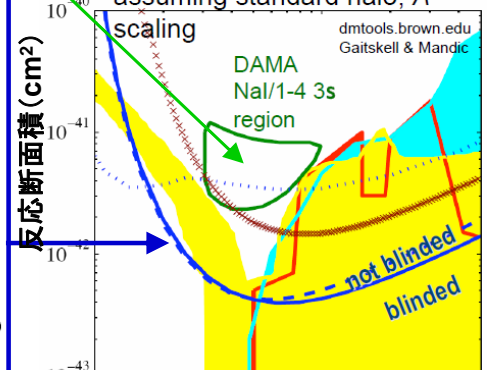 assuming standard halo, A
scaling
dmtools.brown.edu
Gaitskell & Mandic
DAMA
NaI/1-4 3s
region
反応断面積(cm²)
10⁻⁴⁰
10⁻⁴¹
10⁻⁴²
not blinded
blinded